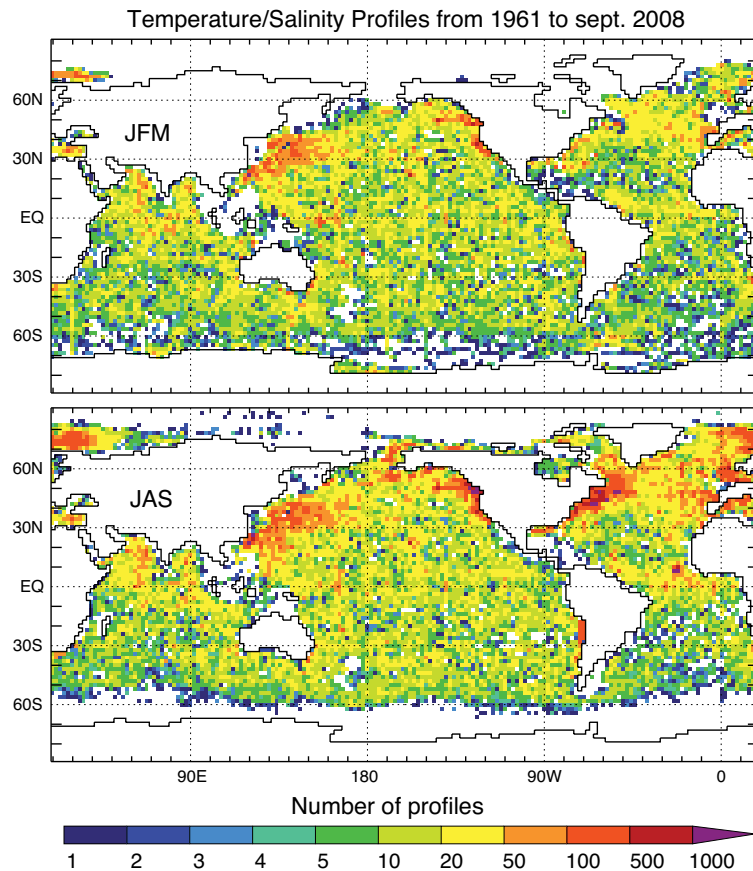 Temperature/Salinity Profiles from 1961 to sept. 2008
60N
JFM
30N
EQ
30S
60S
60N
JAS
30N
EQ
30S
60S
90E 180 90W 0
Number of profiles
1 2 3 4 5 10 20 50 100 500 1000